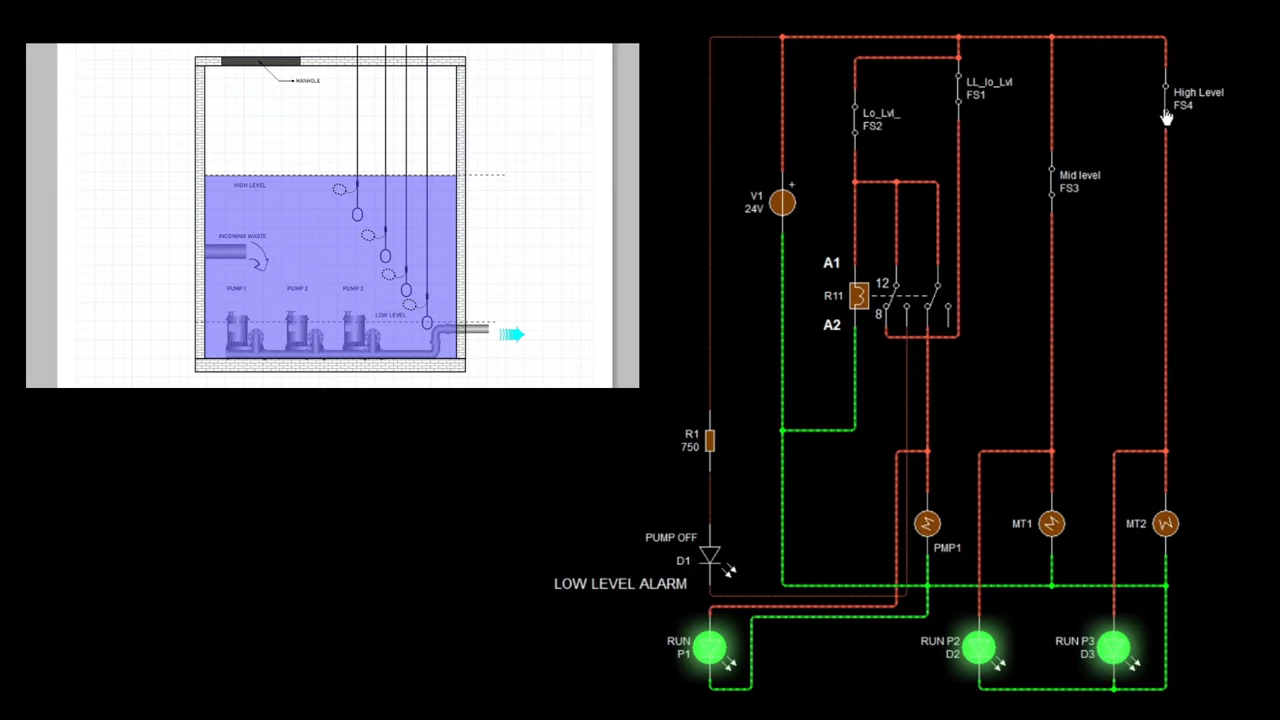 MANHOLE
HIGH LEVEL
INCOMING WASTE
PUMP 1
PUMP 2
PUMP 3
LOW LEVEL
LL_lo_Lvl
FS1
High Level
FS4
Lo_Lvl_
FS2
Mid level
FS3
V1
24V
+
A1
12
R11
8
A2
R1
750
PUMP OFF
D1
MT1
MT2
PMP1
LOW LEVEL ALARM
RUN
P1
RUN P2
D2
RUN P3
D3